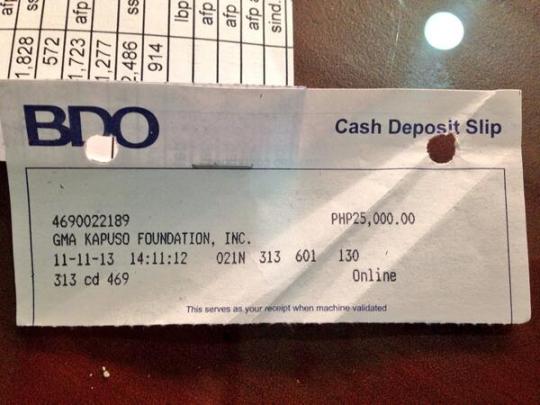 1,828
572
1,723
1,277
,486
914
ss
afp
ss
lbp
afp
afp
afp a
sind.
BDO
Cash Deposit Slip
4690022189 PHP25,000.00
GMA KAPUSO FOUNDATION, INC.
11-11-13 14:11:12 021N 313 601 130
313 cd 469 Online
This serves as your receipt when machine validated